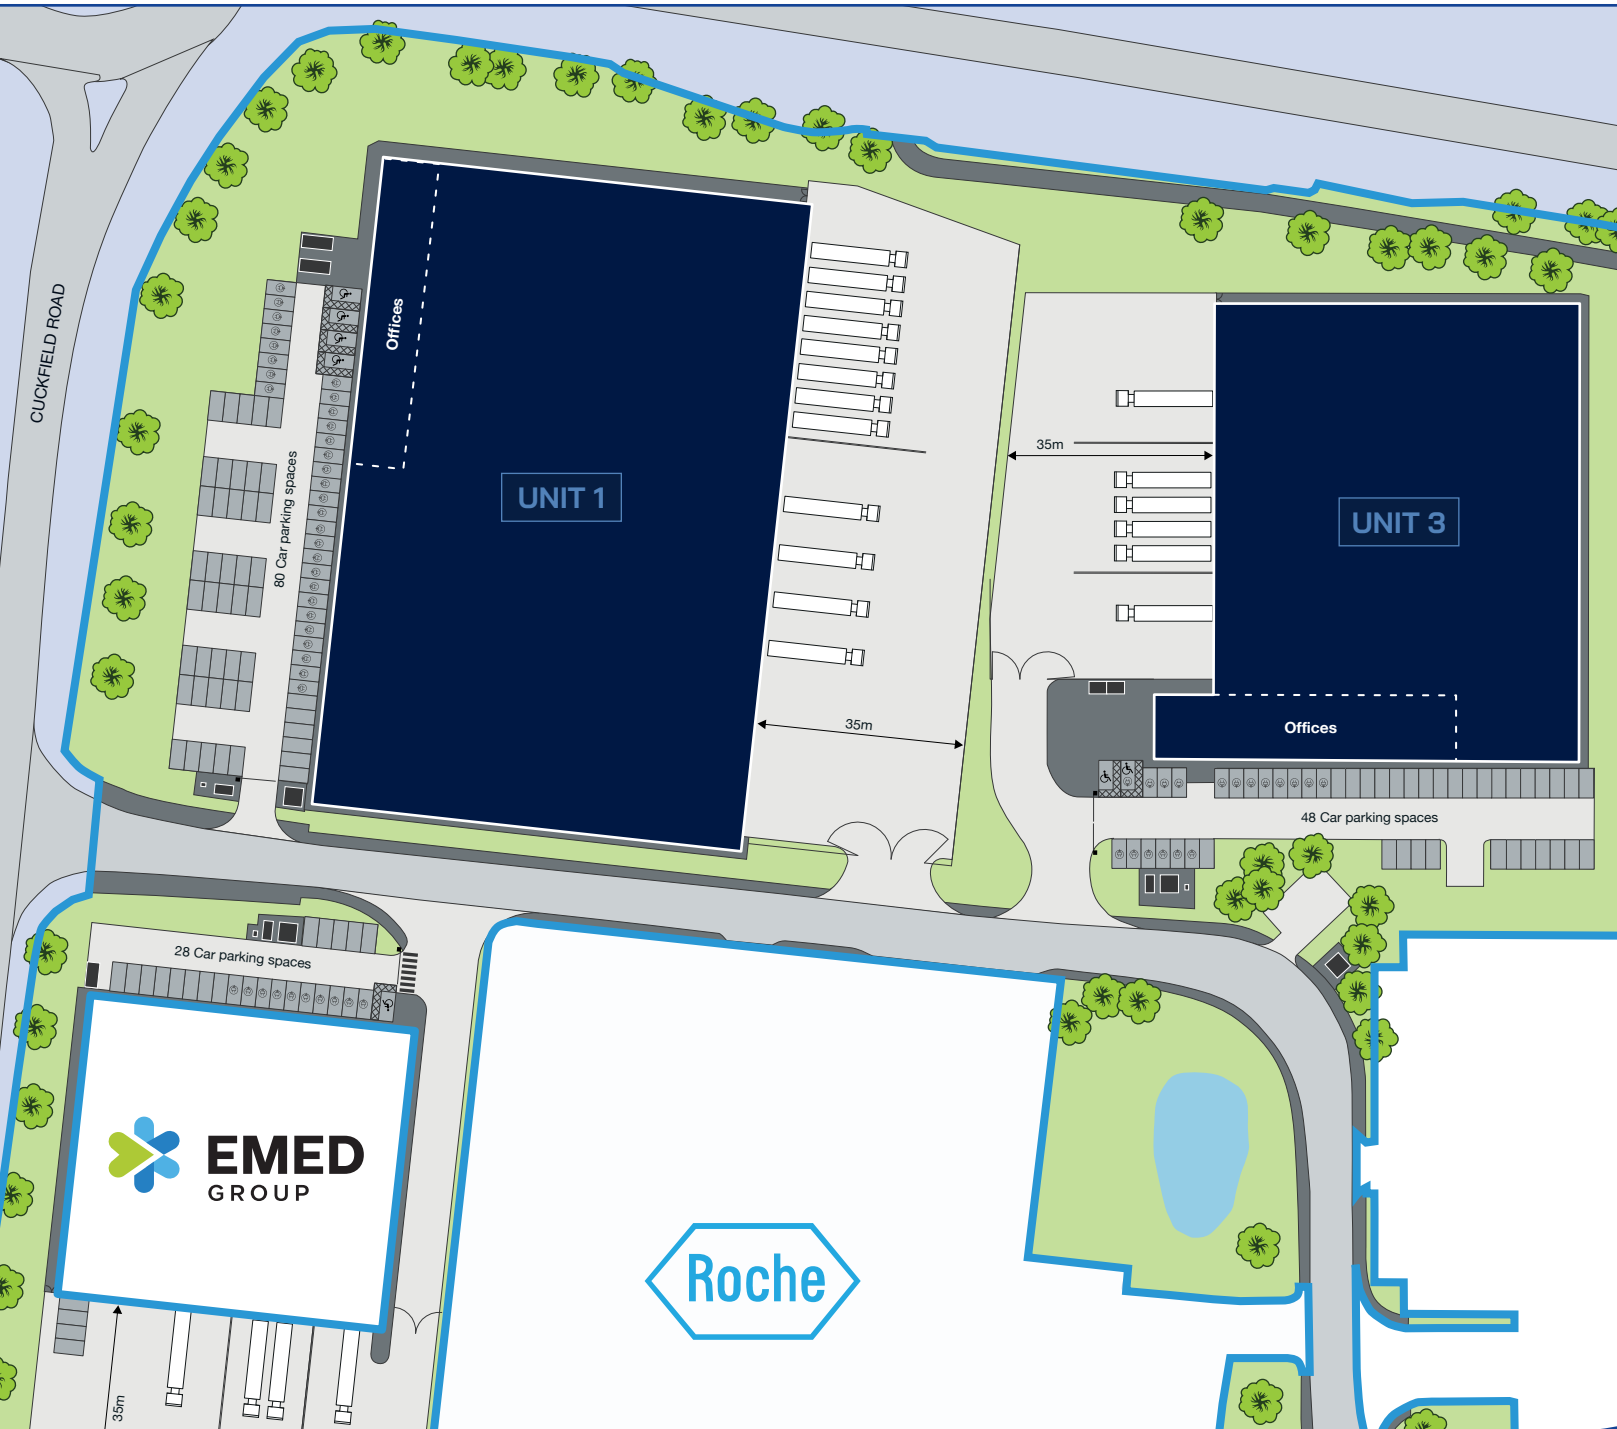 CUCKFIELD ROAD
Offices
80 Car parking spaces
UNIT 1
35m
35m
UNIT 3
Offices
48 Car parking spaces
28 Car parking spaces
EMED
GROUP
Roche
35m